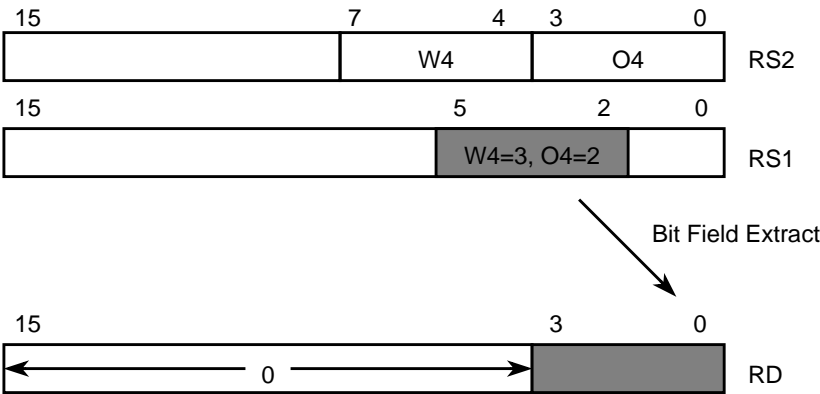 15 7 4 3 0
W4 O4 RS2
15 5 2 0
W4=3, O4=2 RS1
Bit Field Extract
15 3 0
0 RD